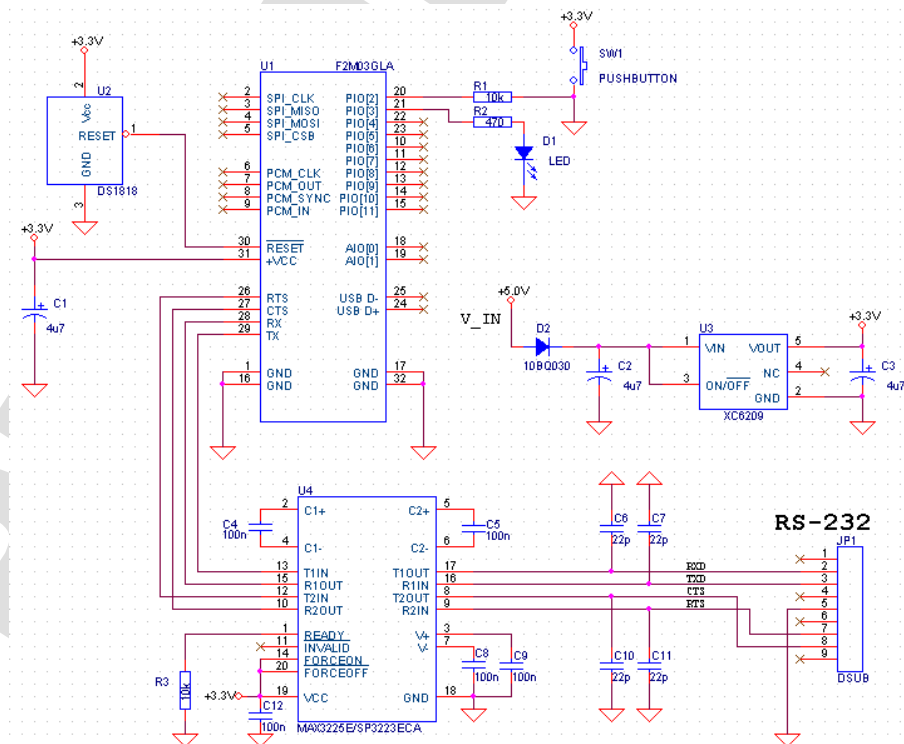 +3.3V
U2
2
Vcc
RESET
1
GND
3
DS1818
+3.3V
C1
4u7
U1
F2M03GLA
2 SPI_CLK
3 SPI_MISO
4 SPI_MOSI
5 SPI_CSB
6 PCM_CLK
7 PCM_OUT
8 PCM_SYNC
9 PCM_IN
30 RESET
31 +VCC
26 RTS
27 CTS
28 RX
29 TX
1 GND
16 GND
PIO[2] 20
PIO[3] 21
PIO[4] 22
PIO[5] 23
PIO[6] 10
PIO[7] 11
PIO[8] 12
PIO[9] 13
PIO[10] 14
PIO[11] 15
AIO[0] 18
AIO[1] 19
USB D- 25
USB D+ 24
GND 17
GND 32
+3.3V
SW1
PUSHBUTTON
R1
10k
R2
470
D1
LED
+5.0V
V_IN
D2
10BQ030
C2
4u7
U3
1 VIN
3 ON/OFF
VOUT 5
NC 4
GND 2
XC6209
+3.3V
C3
4u7
U4
2 C1+
4 C1-
C4
100n
13 T1IN
15 R1OUT
12 T2IN
10 R2OUT
1 READY
11 INVALID
14 FORCEON
20 FORCEOFF
19 VCC
C2+ 5
C2- 6
C5
100n
T1OUT 17
R1IN 16
T2OUT 8
R2IN 9
V+ 3
V- 7
GND 18
MAX3225E/SP3223ECA
R3
10k
+3.3V
C12
100n
C8
100n
C9
100n
C6
22p
C7
22p
RXD
TXD
CTS
RTS
C10
22p
C11
22p
RS-232
JP1
1
2
3
4
5
6
7
8
9
DSUB